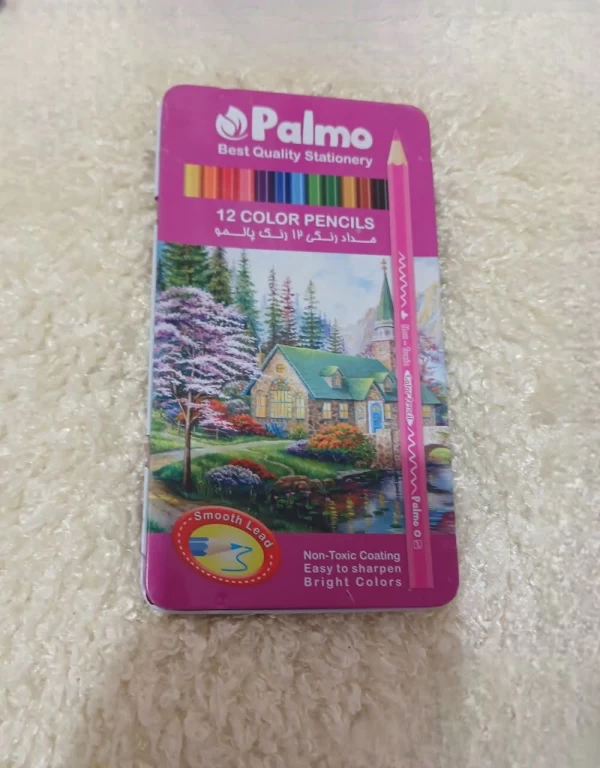 Palmo
Best Quality Stationery
12 COLOR PENCILS
مداد رنگی ۱۲ رنگ پالمو
Palmo
Smooth Lead
Non-Toxic Coating
Easy to sharpen
Bright Colors